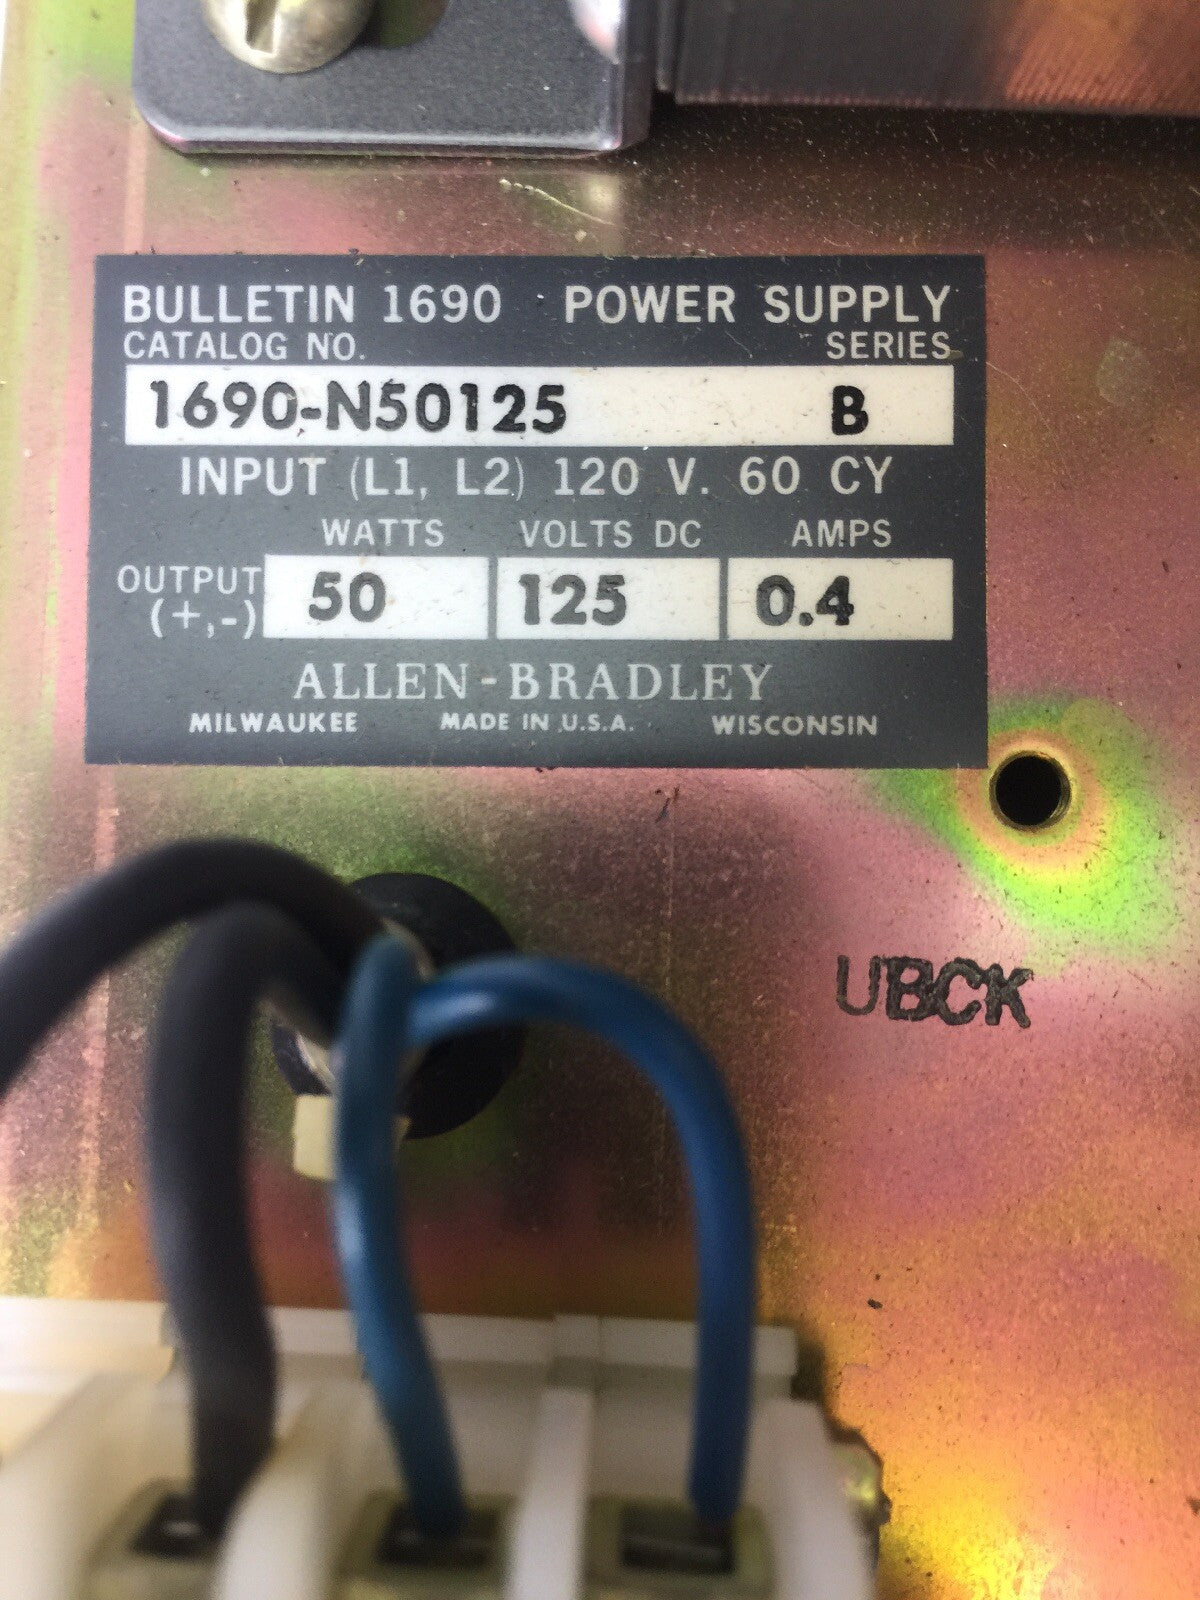 BULLETIN 1690 POWER SUPPLY
CATALOG NO. SERIES
1690-N50125 B
INPUT (L1, L2) 120 V. 60 CY
WATTS VOLTS DC AMPS
OUTPUT (+,-) 50 125 0.4
ALLEN-BRADLEY
MILWAUKEE MADE IN U.S.A. WISCONSIN
UBCK